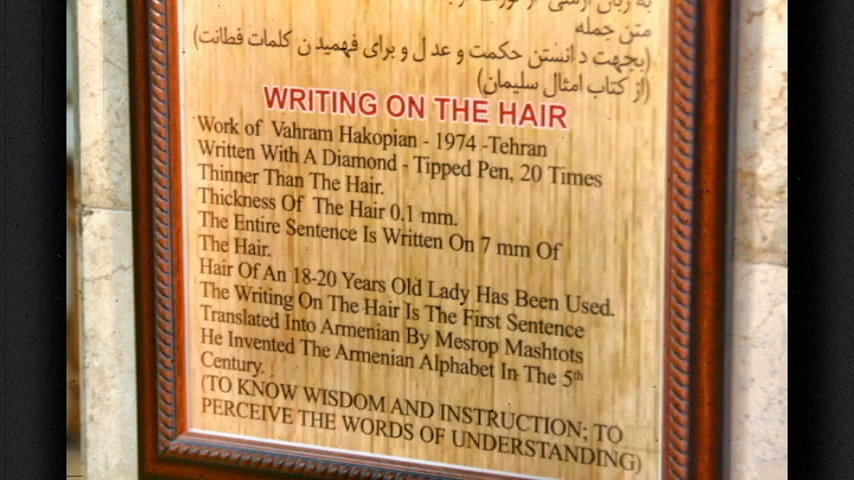 به زبان ارمنی از تورات
متن جمله
(بجهت دانستن حکمت و عدل و برای فهمیدن کلمات فطانت)
(از کتاب امثال سلیمان)
WRITING ON THE HAIR
Work of Vahram Hakopian - 1974 -Tehran
Written With A Diamond - Tipped Pen, 20 Times
Thinner Than The Hair.
Thickness Of The Hair 0.1 mm.
The Entire Sentence Is Written On 7 mm Of
The Hair.
Hair Of An 18-20 Years Old Lady Has Been Used.
The Writing On The Hair Is The First Sentence
Translated Into Armenian By Mesrop Mashtots
He Invented The Armenian Alphabet In The 5th
Century.
(TO KNOW WISDOM AND INSTRUCTION; TO
PERCEIVE THE WORDS OF UNDERSTANDING)